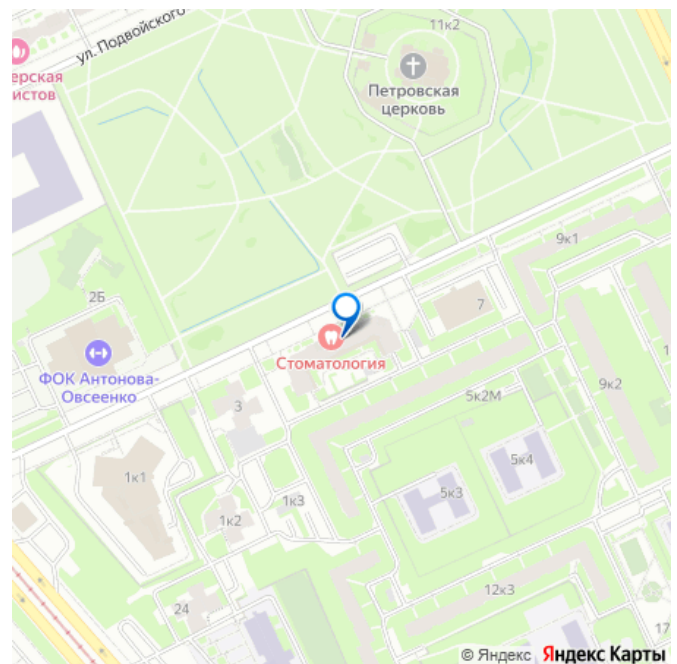 11к2
ул. Подвойского
ерская
истов
Петровская
церковь
9к1
2Б
7
Стоматология
ФОК Антонова-
Овсеенко
9к2
1
3
5к2М
1к1
5к4
5к3
1к3
1к2
12к3
24
17
© Яндекс Яндекс Карты